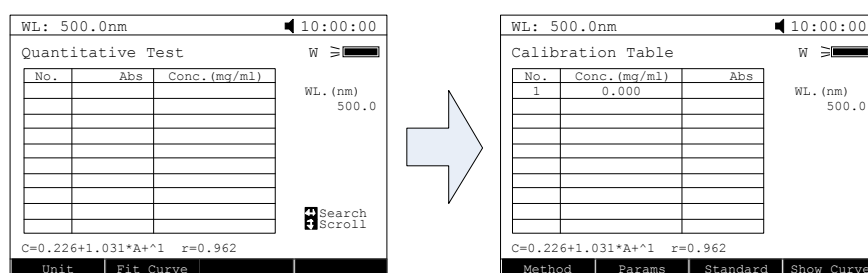 WL: 500.0nm 10:00:00
Quantitative Test W
No. Abs Conc.(mg/ml)
WL.(nm)
500.0
Search
Scroll
C=0.226+1.031*A+^1 r=0.962
Unit Fit Curve
WL: 500.0nm 10:00:00
Calibration Table W
No. Conc.(mg/ml) Abs
1 0.000
WL.(nm)
500.0
C=0.226+1.031*A+^1 r=0.962
Method Params Standard Show Curve